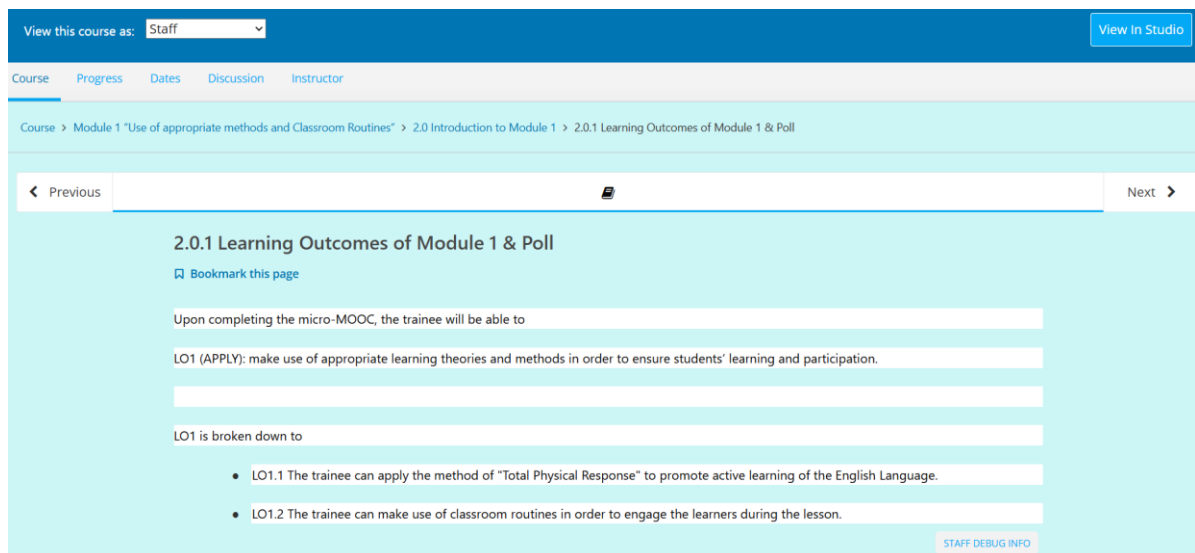 View this course as: Staff
View In Studio
Course Progress Dates Discussion Instructor
Course > Module 1 "Use of appropriate methods and Classroom Routines" > 2.0 Introduction to Module 1 > 2.0.1 Learning Outcomes of Module 1 & Poll
Previous
Next
2.0.1 Learning Outcomes of Module 1 & Poll
Bookmark this page
Upon completing the micro-MOOC, the trainee will be able to
LO1 (APPLY): make use of appropriate learning theories and methods in order to ensure students' learning and participation.
LO1 is broken down to
• LO1.1 The trainee can apply the method of "Total Physical Response" to promote active learning of the English Language.
• LO1.2 The trainee can make use of classroom routines in order to engage the learners during the lesson.
STAFF DEBUG INFO